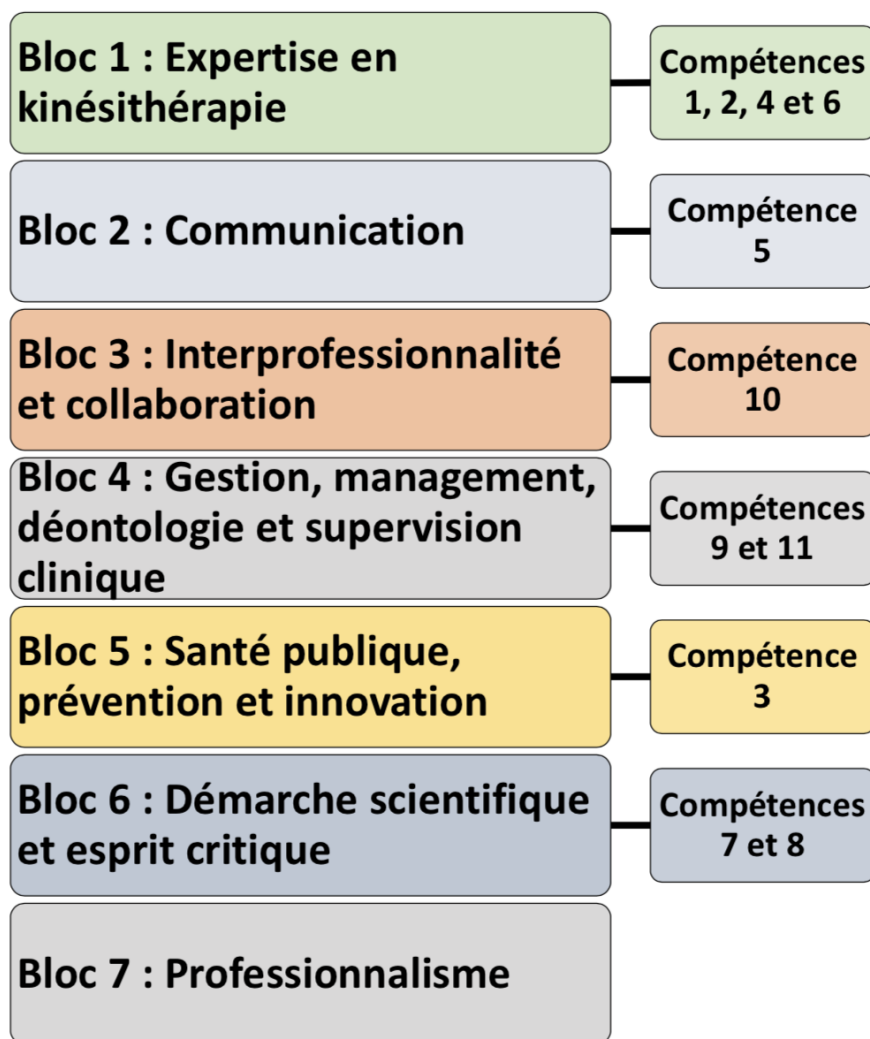 Bloc 1 : Expertise en
kinésithérapie
Compétences
1, 2, 4 et 6
Bloc 2 : Communication
Compétence
5
Bloc 3 : Interprofessionnalité
et collaboration
Compétence
10
Bloc 4 : Gestion, management,
déontologie et supervision
clinique
Compétences
9 et 11
Bloc 5 : Santé publique,
prévention et innovation
Compétence
3
Bloc 6 : Démarche scientifique
et esprit critique
Compétences
7 et 8
Bloc 7 : Professionnalisme